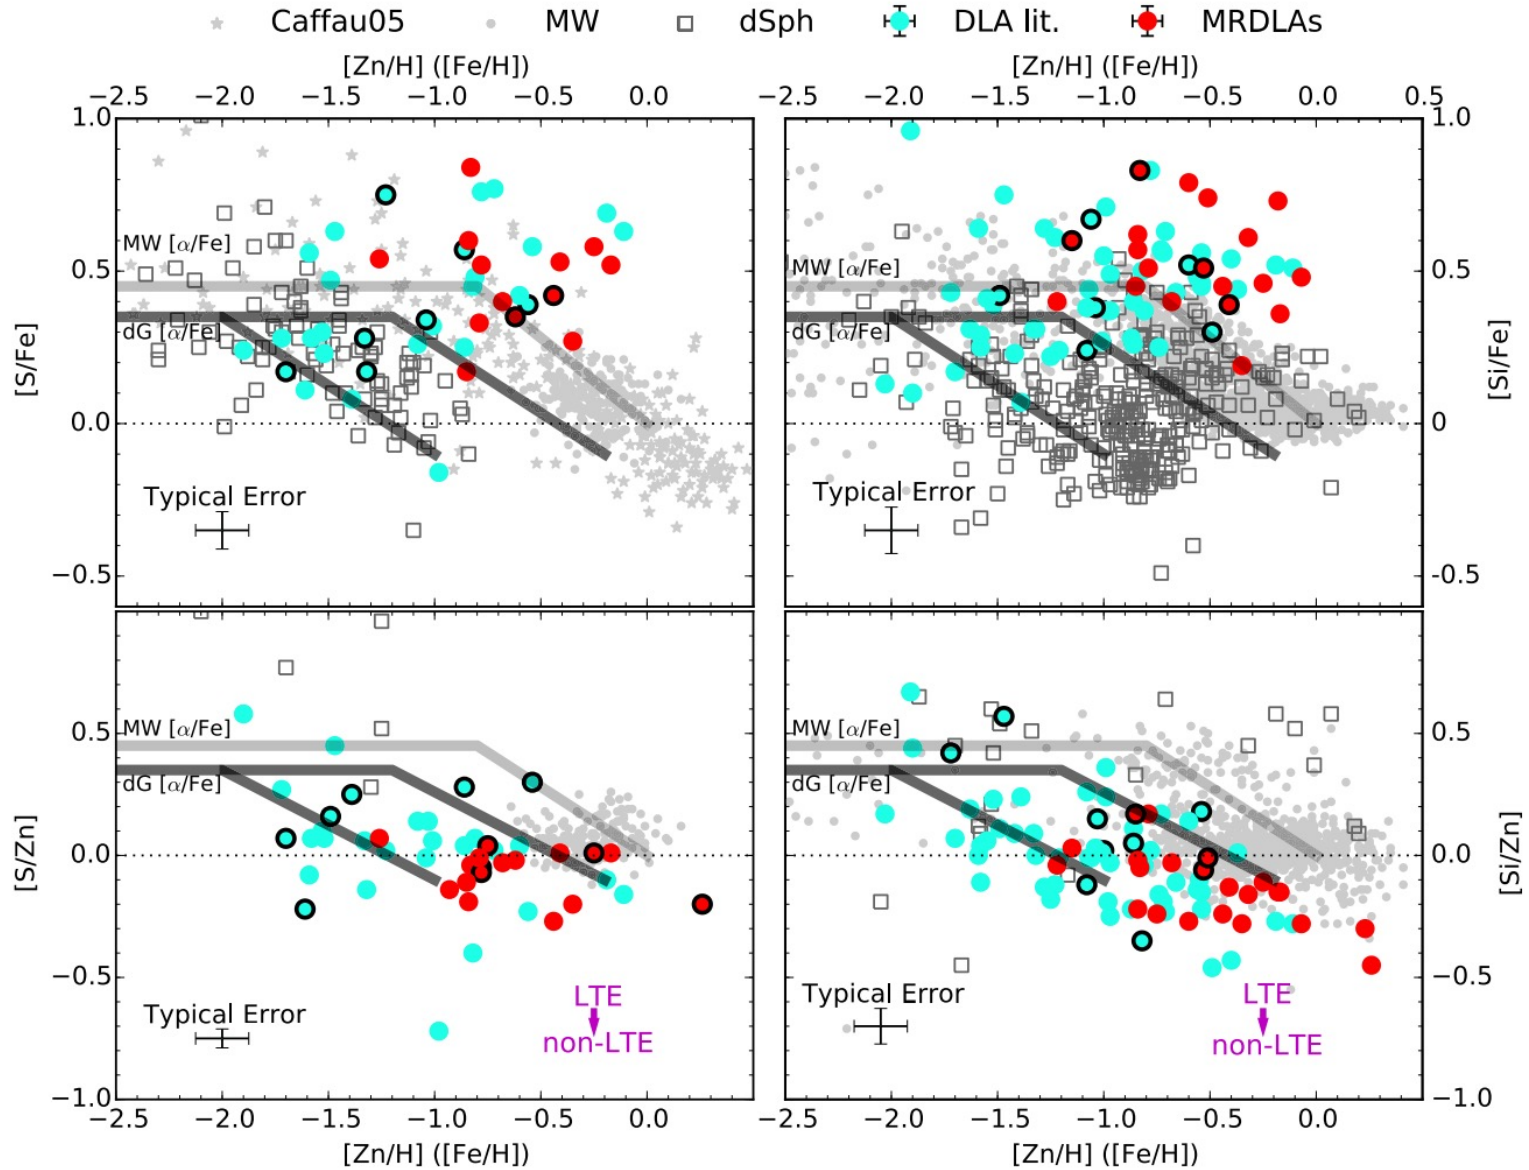 Caffau05 MW dSph DLA lit. MRDLAs
[Zn/H] ([Fe/H]) [Zn/H] ([Fe/H])
−2.5 −2.0 −1.5 −1.0 −0.5 0.0 −2.5 −2.0 −1.5 −1.0 −0.5 0.0 0.5
1.0 1.0
MW [α/Fe]
MW [α/Fe]
0.5 0.5
dG [α/Fe] dG [α/Fe]
[S/Fe] [Si/Fe]
0.0 0
Typical Error Typical Error
−0.5 -0.5
MW [α/Fe] MW [α/Fe]
0.5 0.5
dG [α/Fe] dG [α/Fe]
[S/Zn] [Si/Zn]
0.0 0.0
−0.5 −0.5
LTE LTE
Typical Error Typical Error
non-LTE non-LTE
−1.0 −1.0
−2.5 −2.0 −1.5 −1.0 −0.5 0.0 −2.5 −2.0 −1.5 −1.0 −0.5 0.0
[Zn/H] ([Fe/H]) [Zn/H] ([Fe/H])